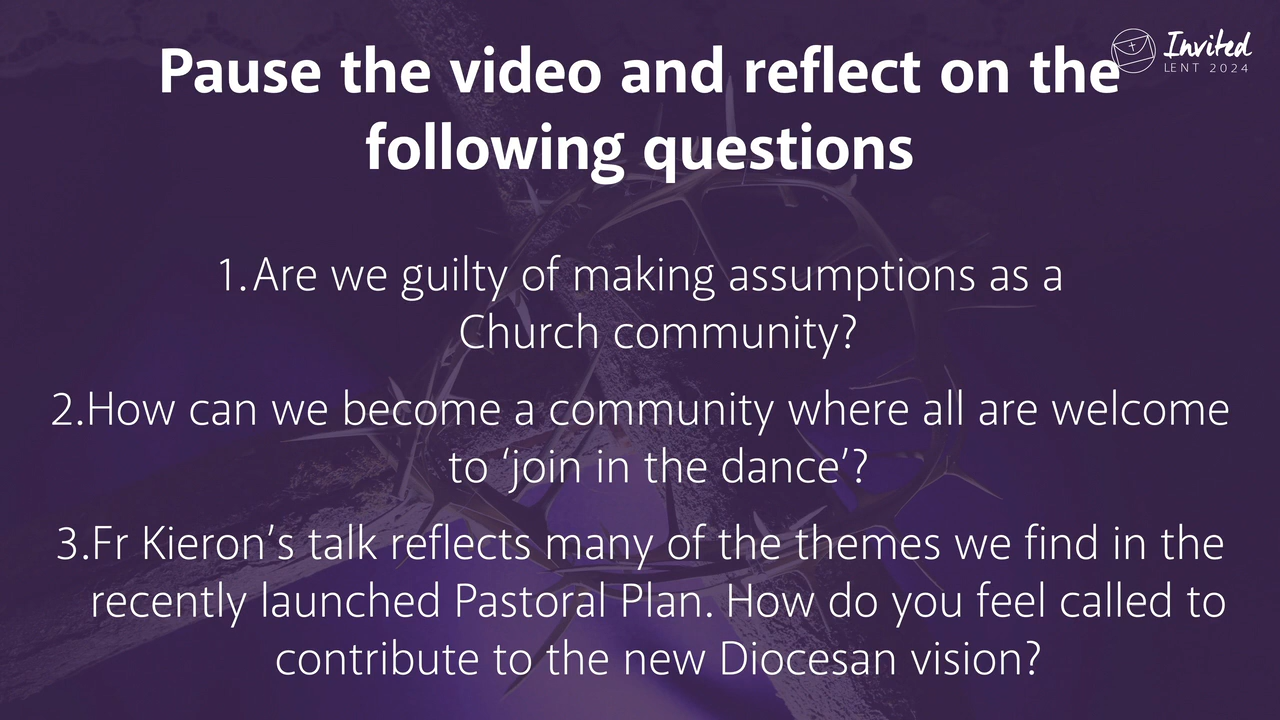 Invited
LENT 2024
Pause the video and reflect on the
following questions
1. Are we guilty of making assumptions as a
Church community?
2.How can we become a community where all are welcome
to ‘join in the dance’?
3.Fr Kieron’s talk reflects many of the themes we find in the
recently launched Pastoral Plan. How do you feel called to
contribute to the new Diocesan vision?